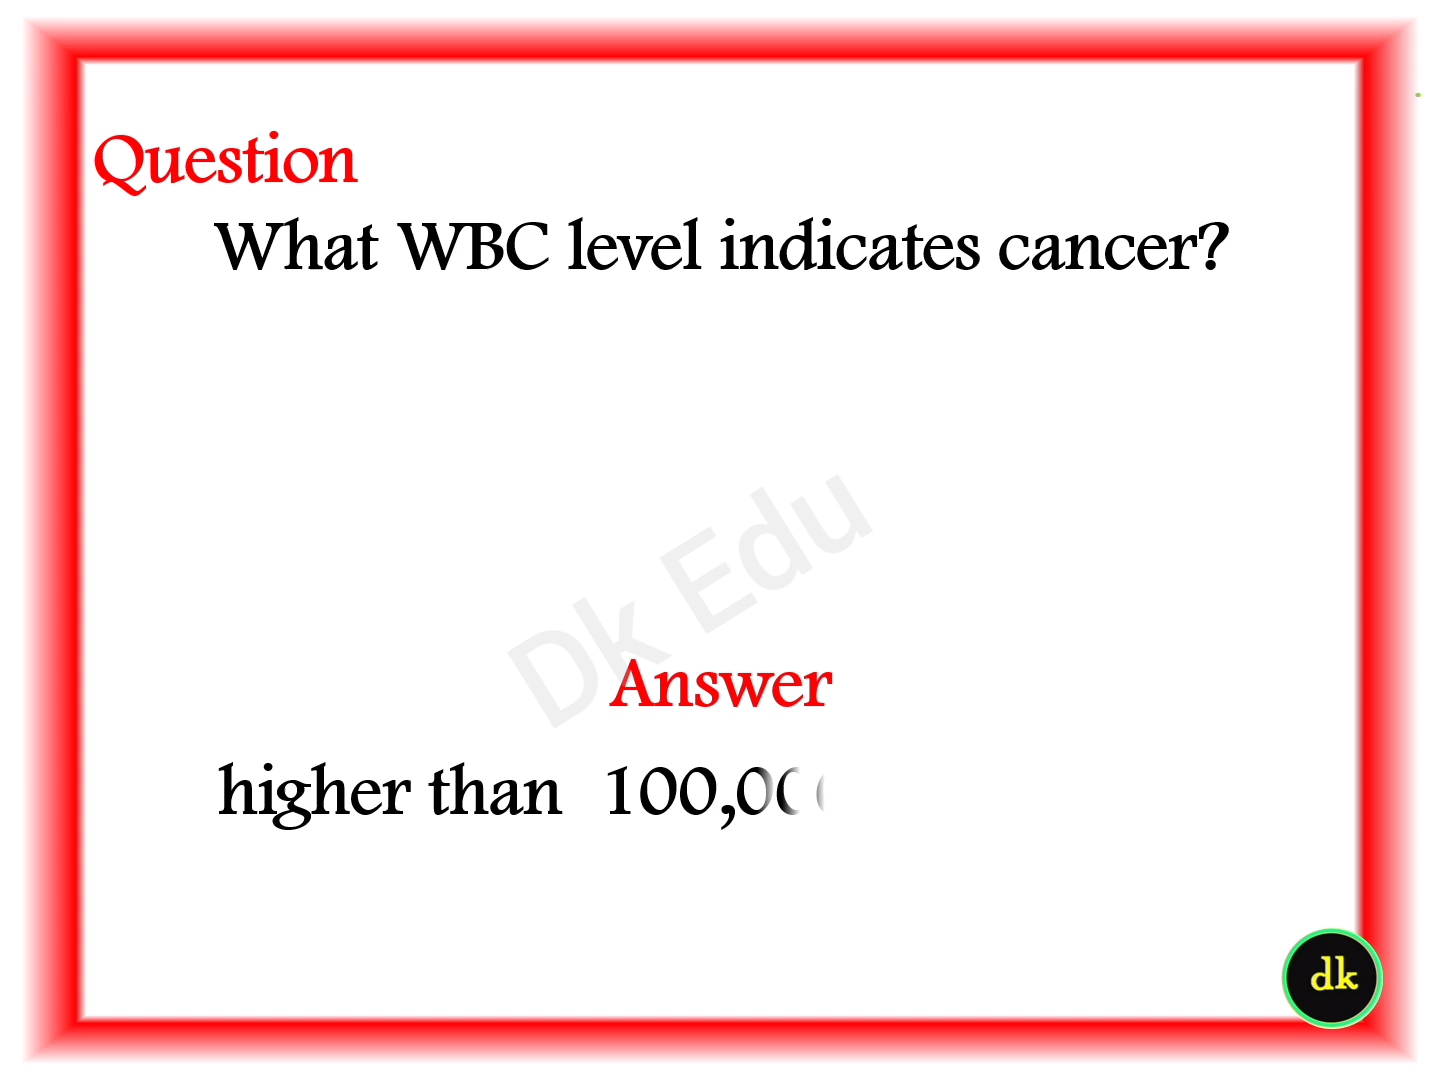 Question
What WBC level indicates cancer?
Dk Edu
Answer
higher than 100,00
dk